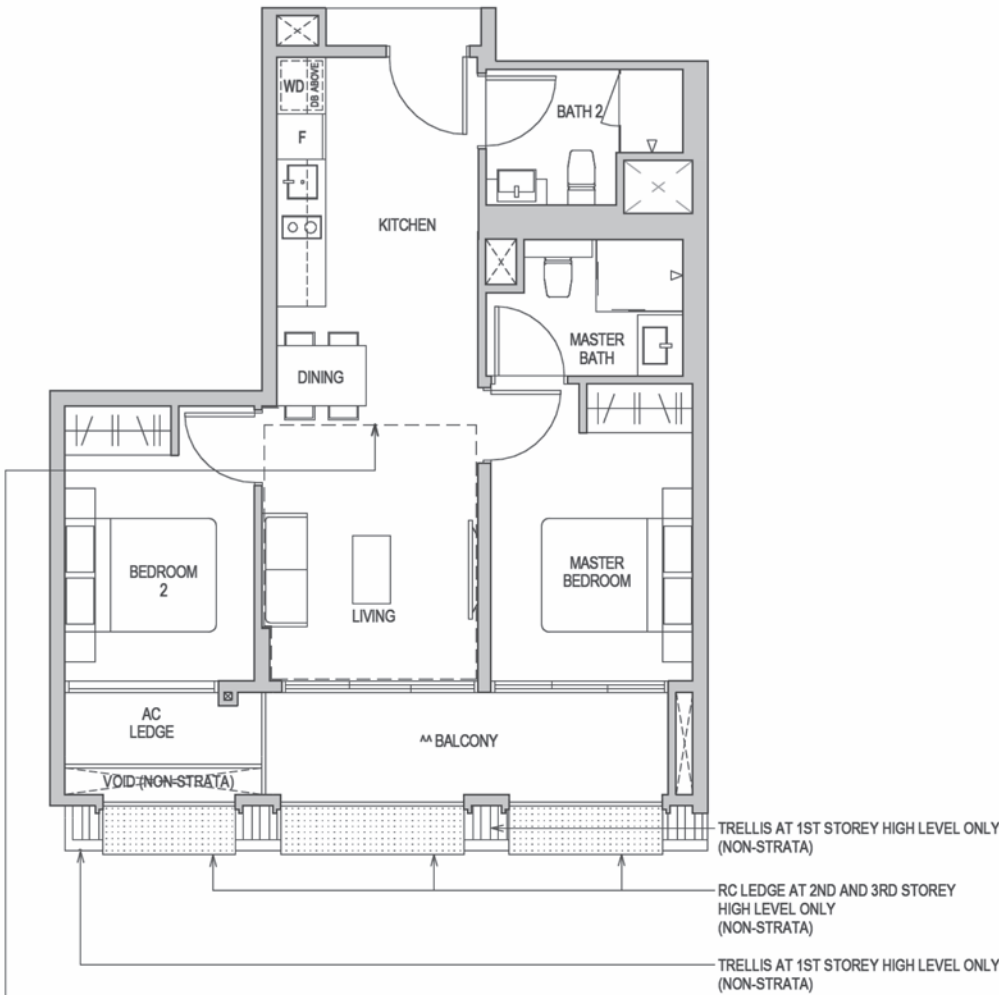 WD
DB ABOVE
F
BATH 2
KITCHEN
MASTER
BATH
DINING
BEDROOM
2
MASTER
BEDROOM
LIVING
AC
LEDGE
^^ BALCONY
VOID (NON-STRATA)
TRELLIS AT 1ST STOREY HIGH LEVEL ONLY
(NON-STRATA)
RC LEDGE AT 2ND AND 3RD STOREY
HIGH LEVEL ONLY
(NON-STRATA)
TRELLIS AT 1ST STOREY HIGH LEVEL ONLY
(NON-STRATA)